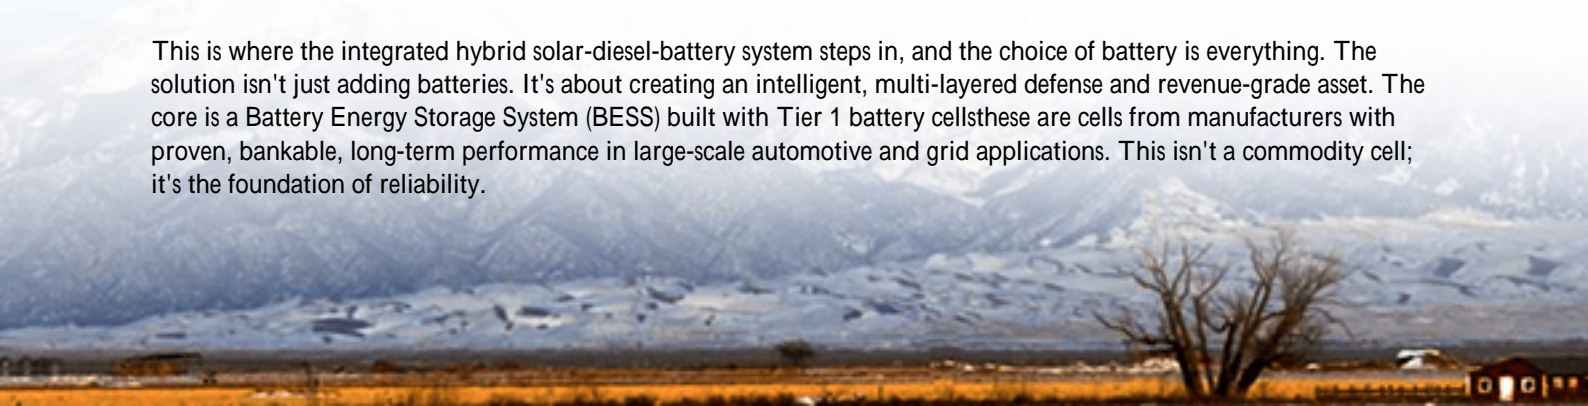 This is where the integrated hybrid solar-diesel-battery system steps in, and the choice of battery is everything. The
solution isn't just adding batteries. It's about creating an intelligent, multi-layered defense and revenue-grade asset. The
core is a Battery Energy Storage System (BESS) built with Tier 1 battery cellsthese are cells from manufacturers with
proven, bankable, long-term performance in large-scale automotive and grid applications. This isn't a commodity cell;
it's the foundation of reliability.